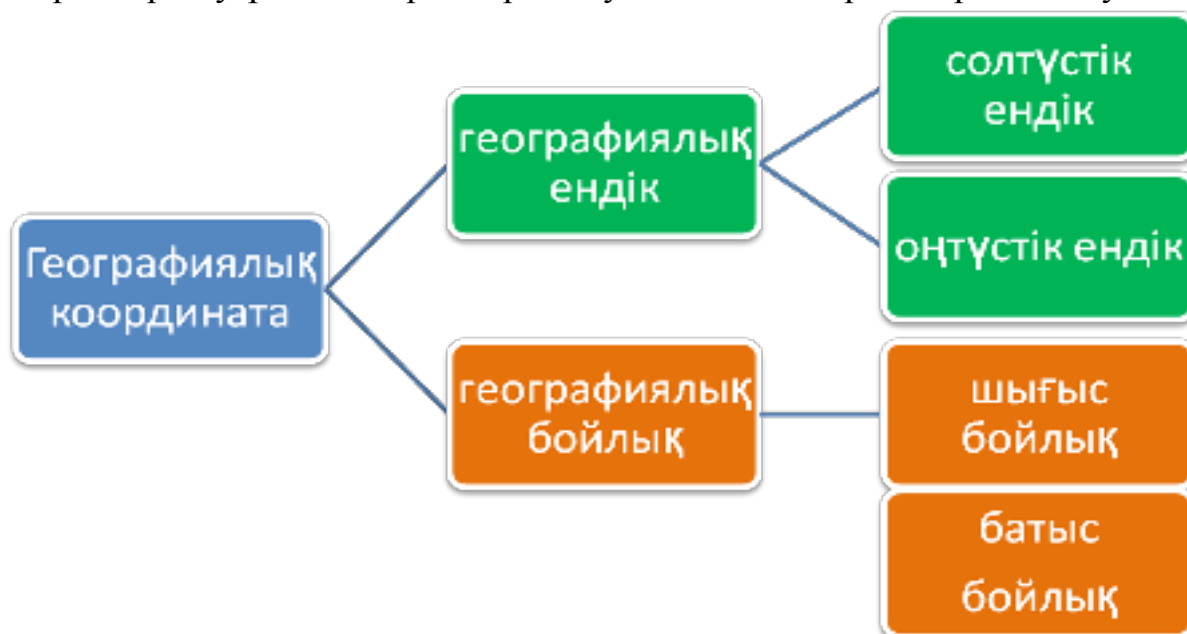 Географиялық
координата
географиялық
ендік
солтүстік
ендік
оңтүстік ендік
географиялық
бойлық
шығыс
бойлық
батыс
бойлық